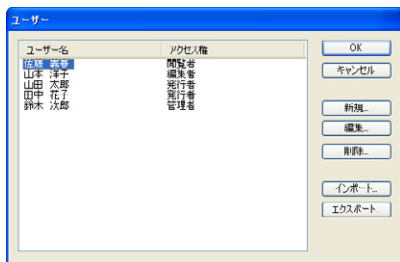 ユーザー
ユーザー名 アクセス権
佐藤 義春 閲覧者
山本 洋子 編集者
山田 太郎 発行者
田中 花子 発行者
鈴木 次郎 管理者
OK
キャンセル
新規...
編集...
削除...
インポート...
エクスポート...